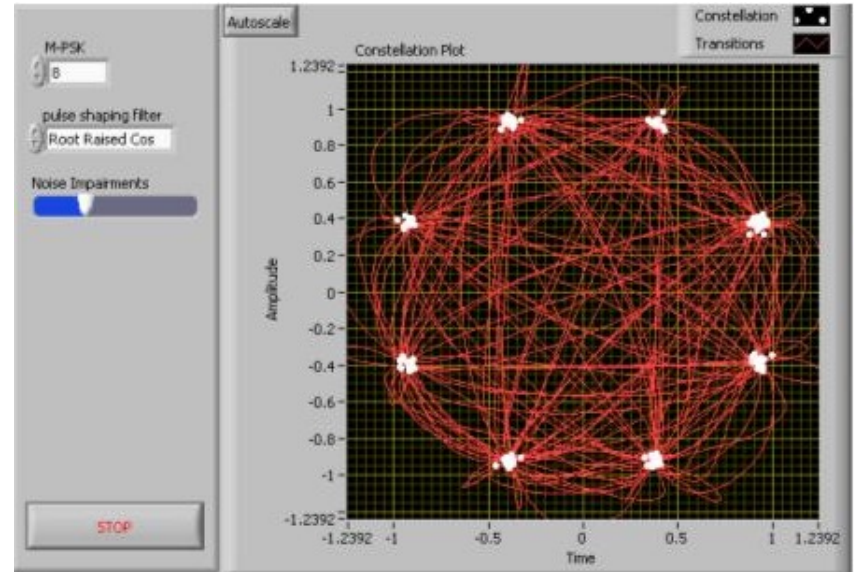 M-PSK
8
pulse shaping filter
Root Raised Cos
Noise Impairments
STOP
Autoscale
Constellation
Transitions
Constellation Plot
1.2392
1
0.8
0.6
0.4
0.2
0
-0.2
-0.4
-0.6
-0.8
-1
-1.2392
Amplitude
-1.2392 -1 -0.5 0 0.5 1 1.2392
Time